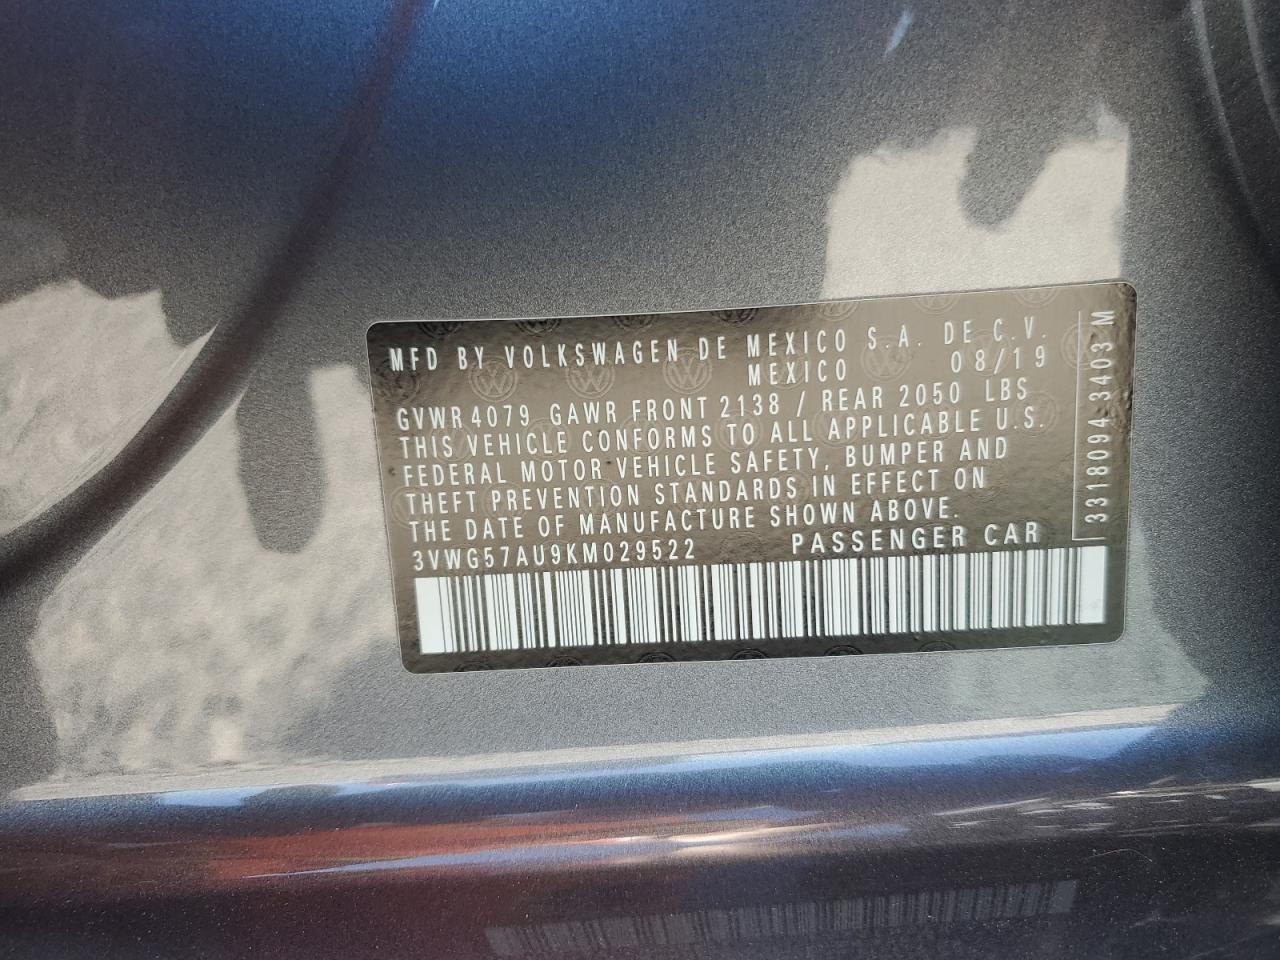 MFD BY VOLKSWAGEN DE MEXICO S.A. DE C.V.
MEXICO 08/19
GVWR 4079 GAWR FRONT 2138 / REAR 2050 LBS
THIS VEHICLE CONFORMS TO ALL APPLICABLE U.S.
FEDERAL MOTOR VEHICLE SAFETY, BUMPER AND
THEFT PREVENTION STANDARDS IN EFFECT ON
THE DATE OF MANUFACTURE SHOWN ABOVE.
3VWG57AU9KM029522 PASSENGER CAR
33180943403 M